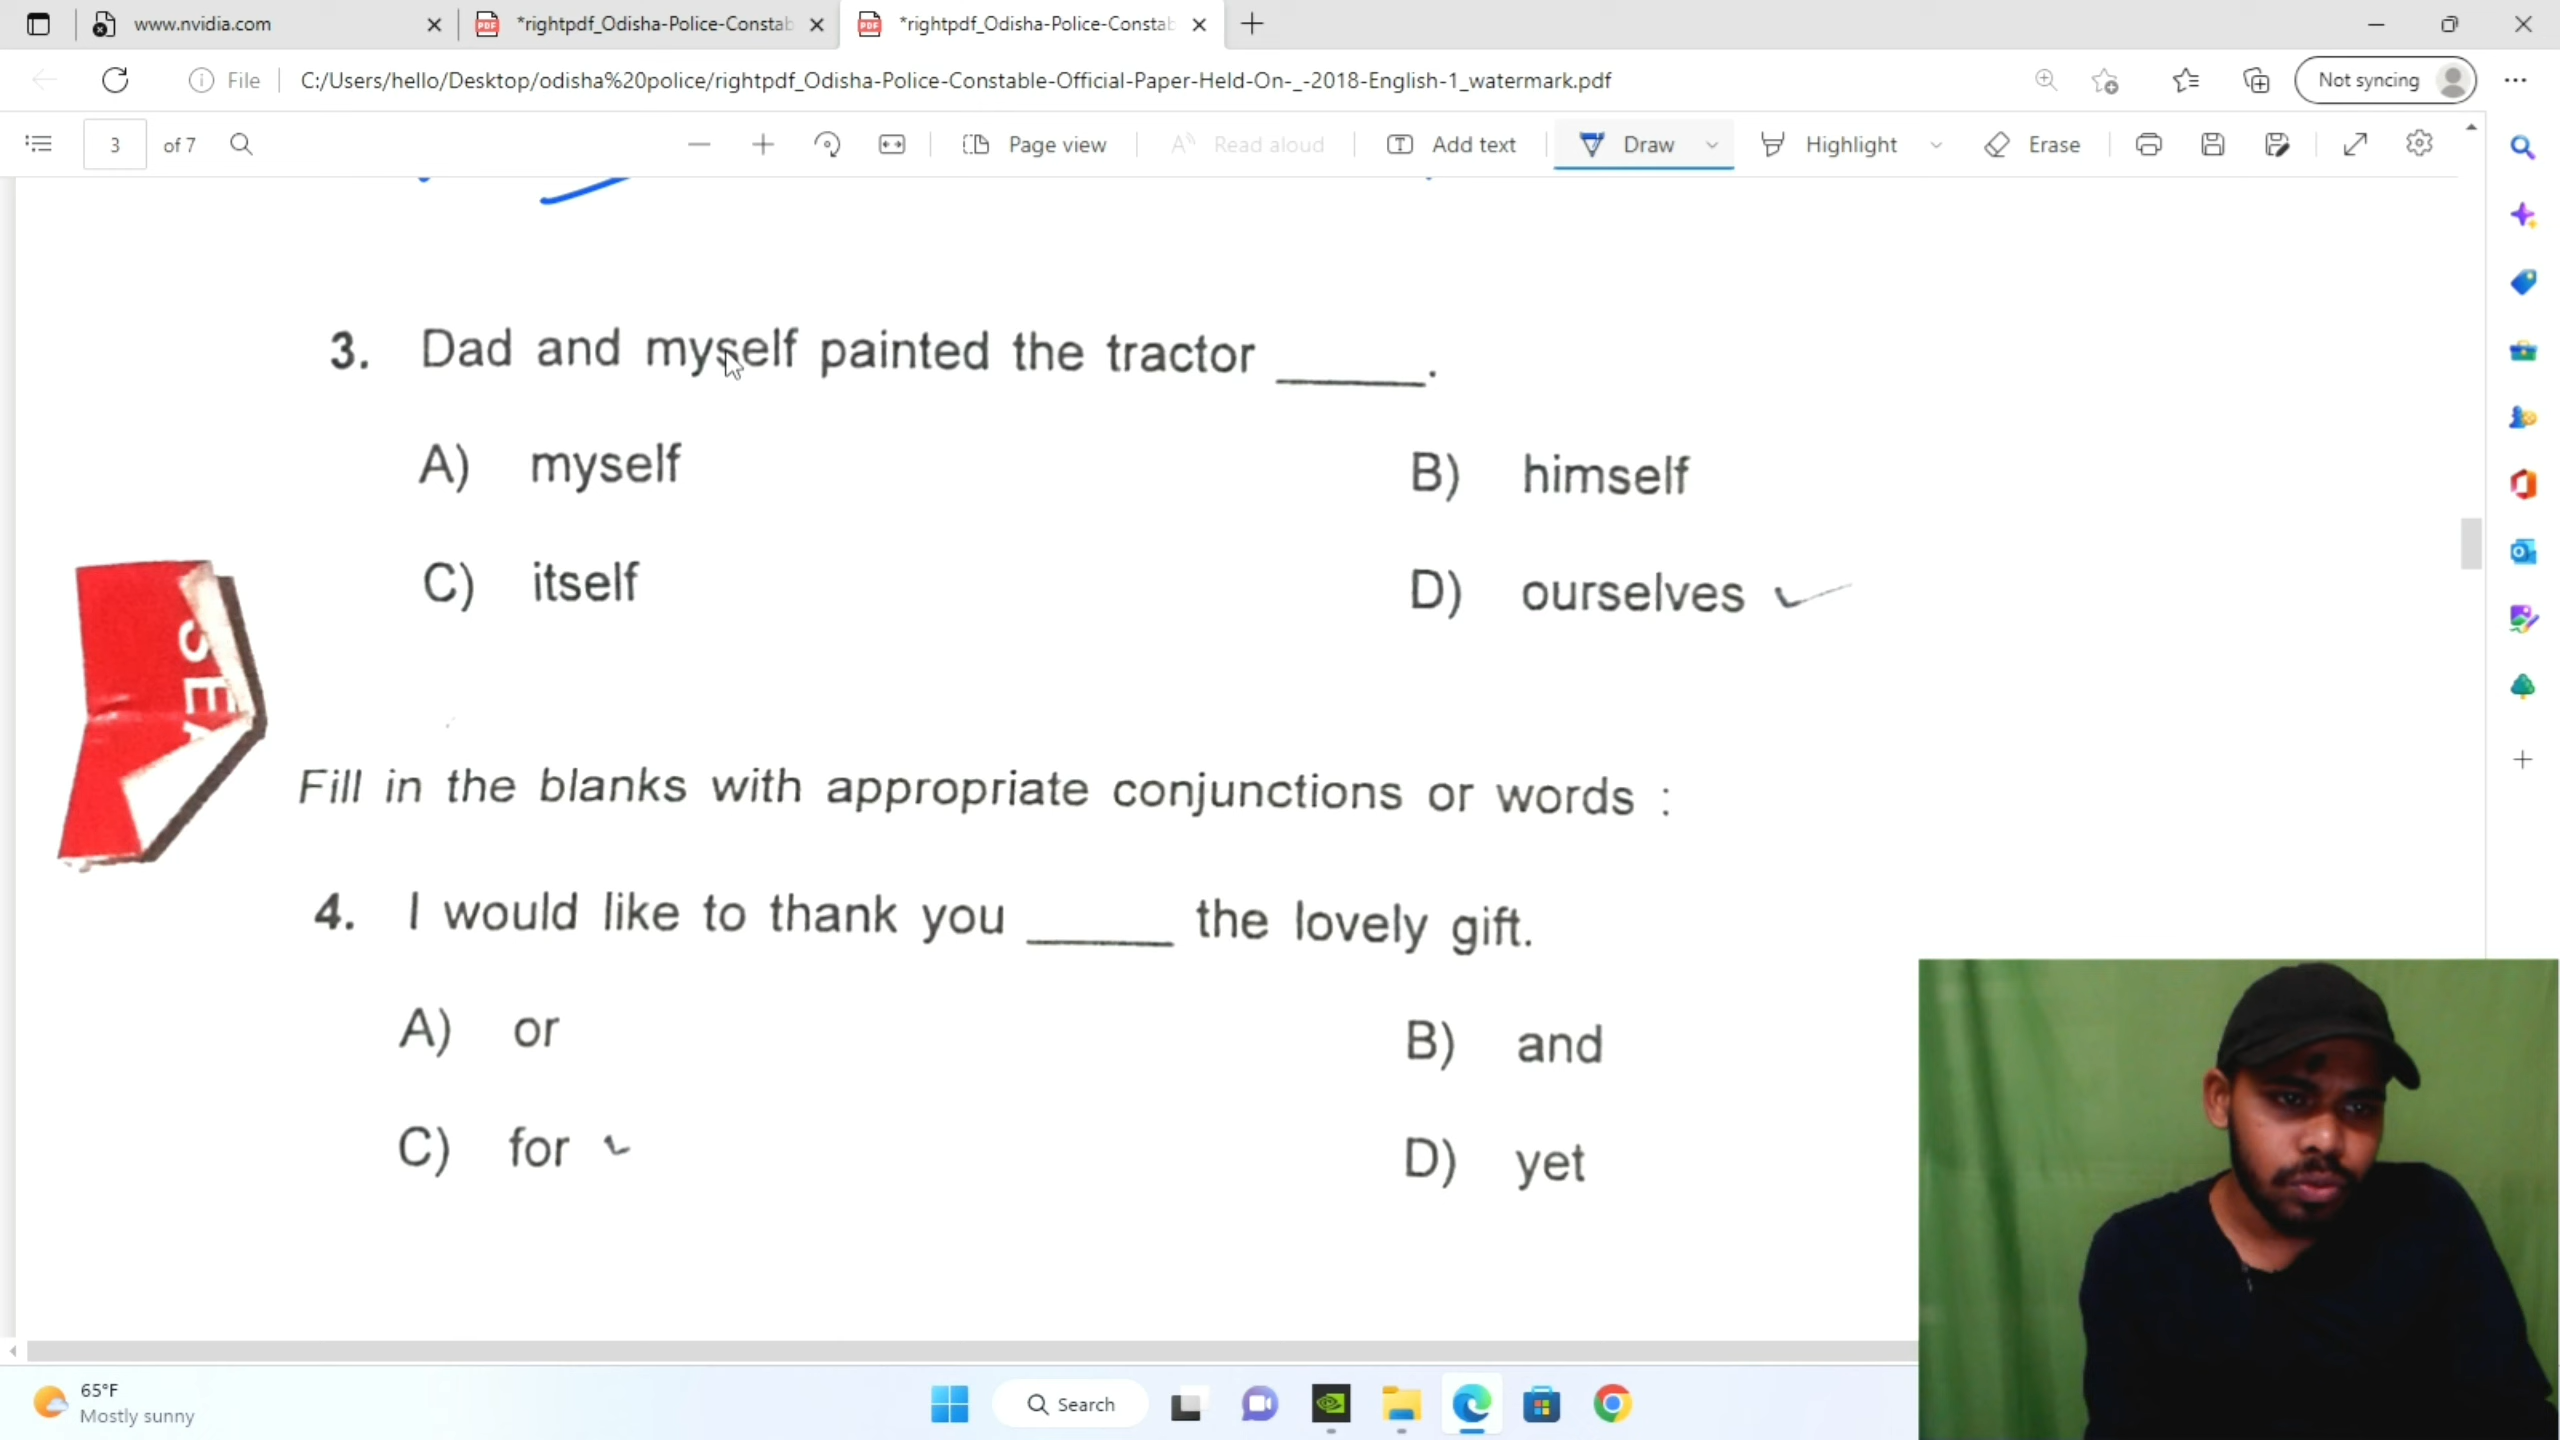 www.nvidia.com
*rightpdf_Odisha-Police-Constab
*rightpdf_Odisha-Police-Constab
File
C:/Users/hello/Desktop/odisha%20police/rightpdf_Odisha-Police-Constable-Official-Paper-Held-On-_-2018-English-1_watermark.pdf
Not syncing
3 of 7
Page view
Read aloud
Add text
Draw
Highlight
Erase
3. Dad and myself painted the tractor _____.
A) myself B) himself
C) itself D) ourselves
SEA
Fill in the blanks with appropriate conjunctions or words :
4. I would like to thank you _____ the lovely gift.
A) or B) and
C) for D) yet
65°F
Mostly sunny
Search